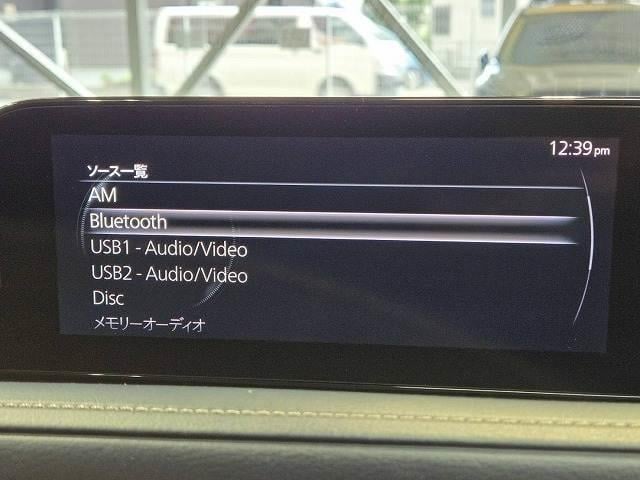 12:39pm
ソース一覧
AM
Bluetooth
USB1 - Audio/Video
USB2 - Audio/Video
Disc
メモリーオーディオ